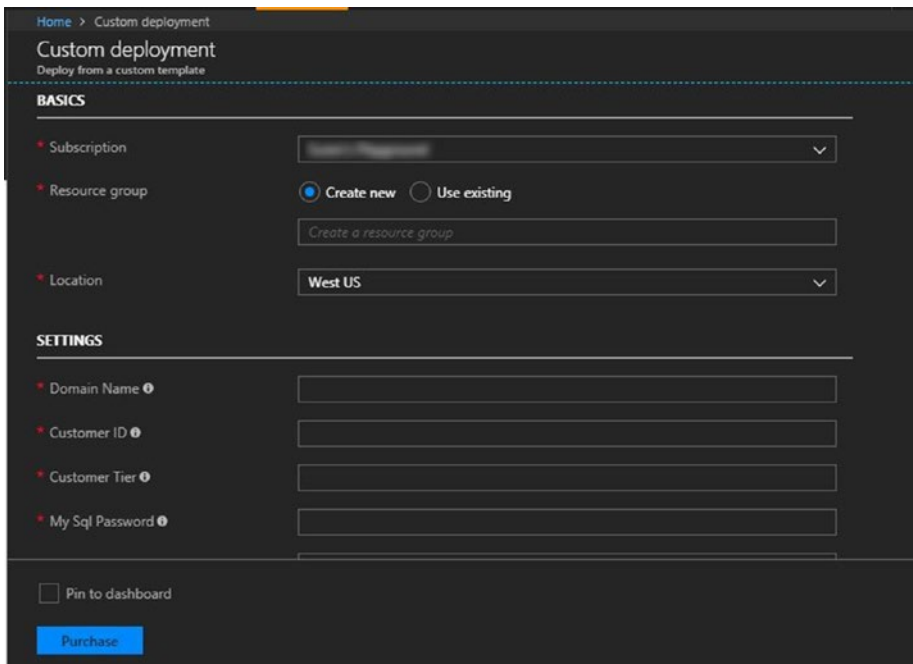 Home > Custom deployment
Custom deployment
Deploy from a custom template
BASICS
* Subscription
* Resource group
Create new Use existing
Create a resource group
* Location West US
SETTINGS
* Domain Name
* Customer ID
* Customer Tier
* My Sql Password
Pin to dashboard
Purchase